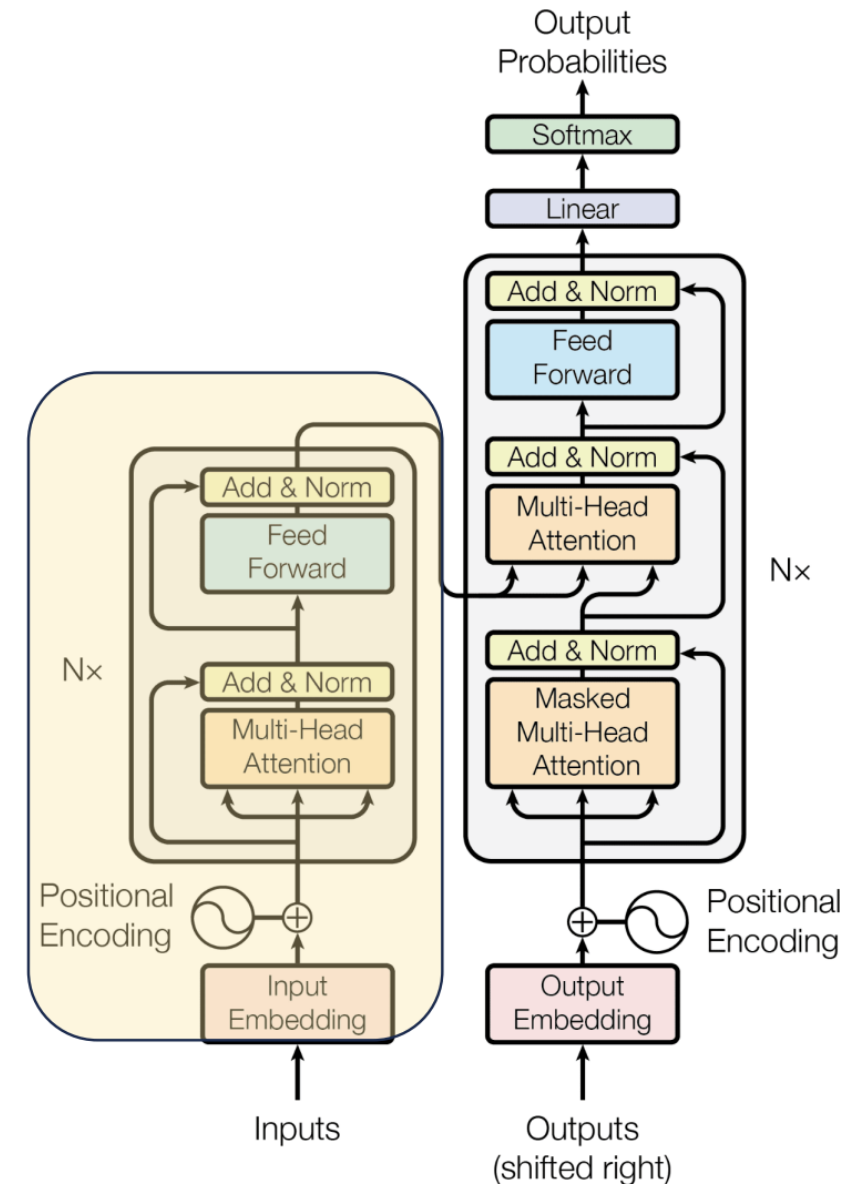 Output
Probabilities
Softmax
Linear
Add & Norm
Feed
Forward
Add & Norm
Multi-Head
Attention
Add & Norm
Masked
Multi-Head
Attention
Nx
Positional
Encoding
Output
Embedding
Outputs
(shifted right)
Add & Norm
Feed
Forward
Add & Norm
Multi-Head
Attention
Nx
Positional
Encoding
Input
Embedding
Inputs